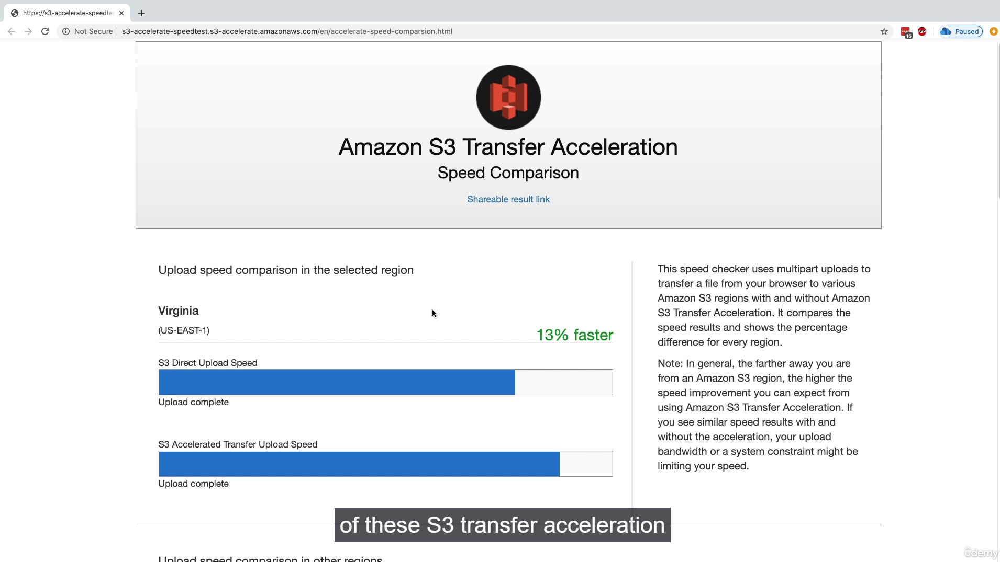 https://s3-accelerate-speedtes
Not Secure
s3-accelerate-speedtest.s3-accelerate.amazonaws.com/en/accelerate-speed-comparsion.html
16
ABP
Paused
Amazon S3 Transfer Acceleration
Speed Comparison
Shareable result link
Upload speed comparison in the selected region
Virginia
(US-EAST-1)
13% faster
S3 Direct Upload Speed
Upload complete
S3 Accelerated Transfer Upload Speed
Upload complete
This speed checker uses multipart uploads to
transfer a file from your browser to various
Amazon S3 regions with and without Amazon
S3 Transfer Acceleration. It compares the
speed results and shows the percentage
difference for every region.
Note: In general, the farther away you are
from an Amazon S3 region, the higher the
speed improvement you can expect from
using Amazon S3 Transfer Acceleration. If
you see similar speed results with and
without the acceleration, your upload
bandwidth or a system constraint might be
limiting your speed.
of these S3 transfer acceleration
Upload speed comparison in other regions
ûdemy